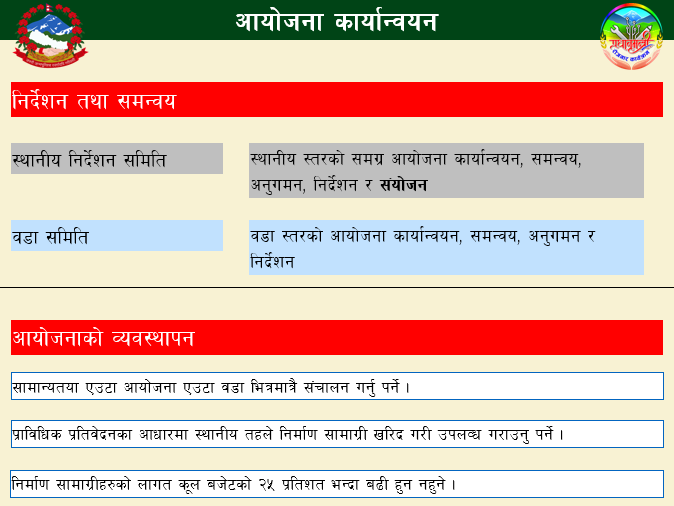 आयोजना कार्यान्वयन
निर्देशन तथा समन्वय
स्थानीय निर्देशन समिति
स्थानीय स्तरको समग्र आयोजना कार्यान्वयन, समन्वय,
अनुगमन, निर्देशन र संयोजन
वडा समिति
वडा स्तरको आयोजना कार्यान्वयन, समन्वय, अनुगमन र
निर्देशन
आयोजनाको व्यवस्थापन
सामान्यतया एउटा आयोजना एउटा वडा भित्रमात्रै संचालन गर्नु पर्ने ।
प्राविधिक प्रतिवेदनका आधारमा स्थानीय तहले निर्माण सामाग्री खरिद गरी उपलब्ध गराउनु पर्ने ।
निर्माण सामाग्रीहरुको लागत कूल बजेटको २५ प्रतिशत भन्दा बढी हुन नहुने ।